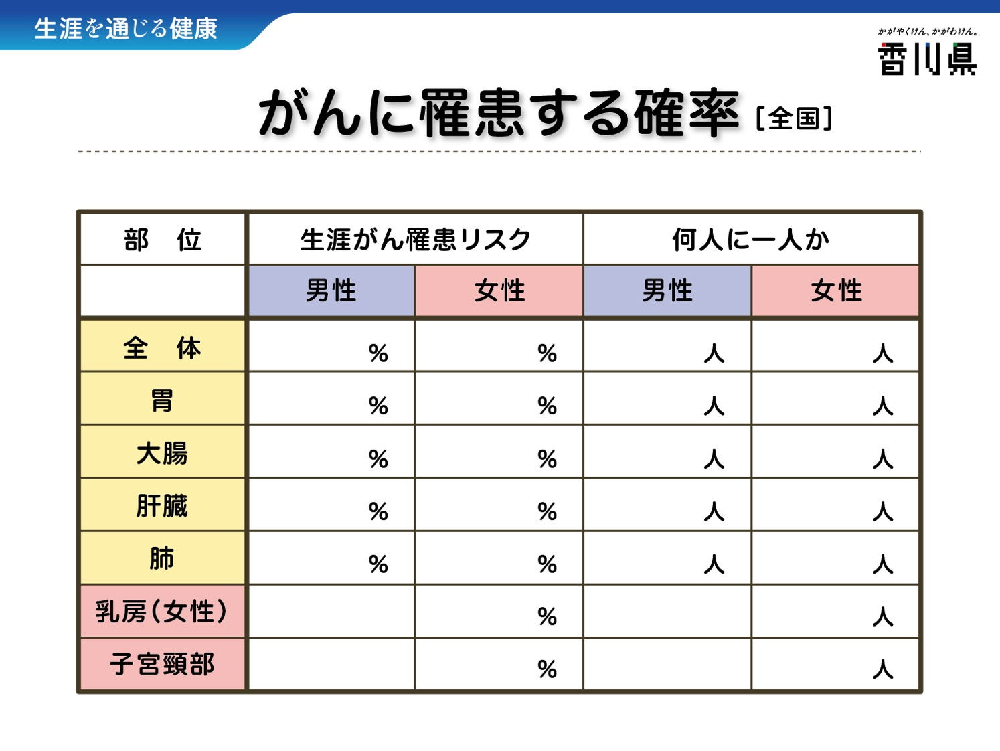 生涯を通じる健康
かがやくけん、かがわけん。
香川県
がんに罹患する確率 [全国]
部　位 生涯がん罹患リスク 何人に一人か
男性 女性 男性 女性
全　体 % % 人 人
胃 % % 人 人
大腸 % % 人 人
肝臓 % % 人 人
肺 % % 人 人
乳房(女性) % 人
子宮頸部 % 人